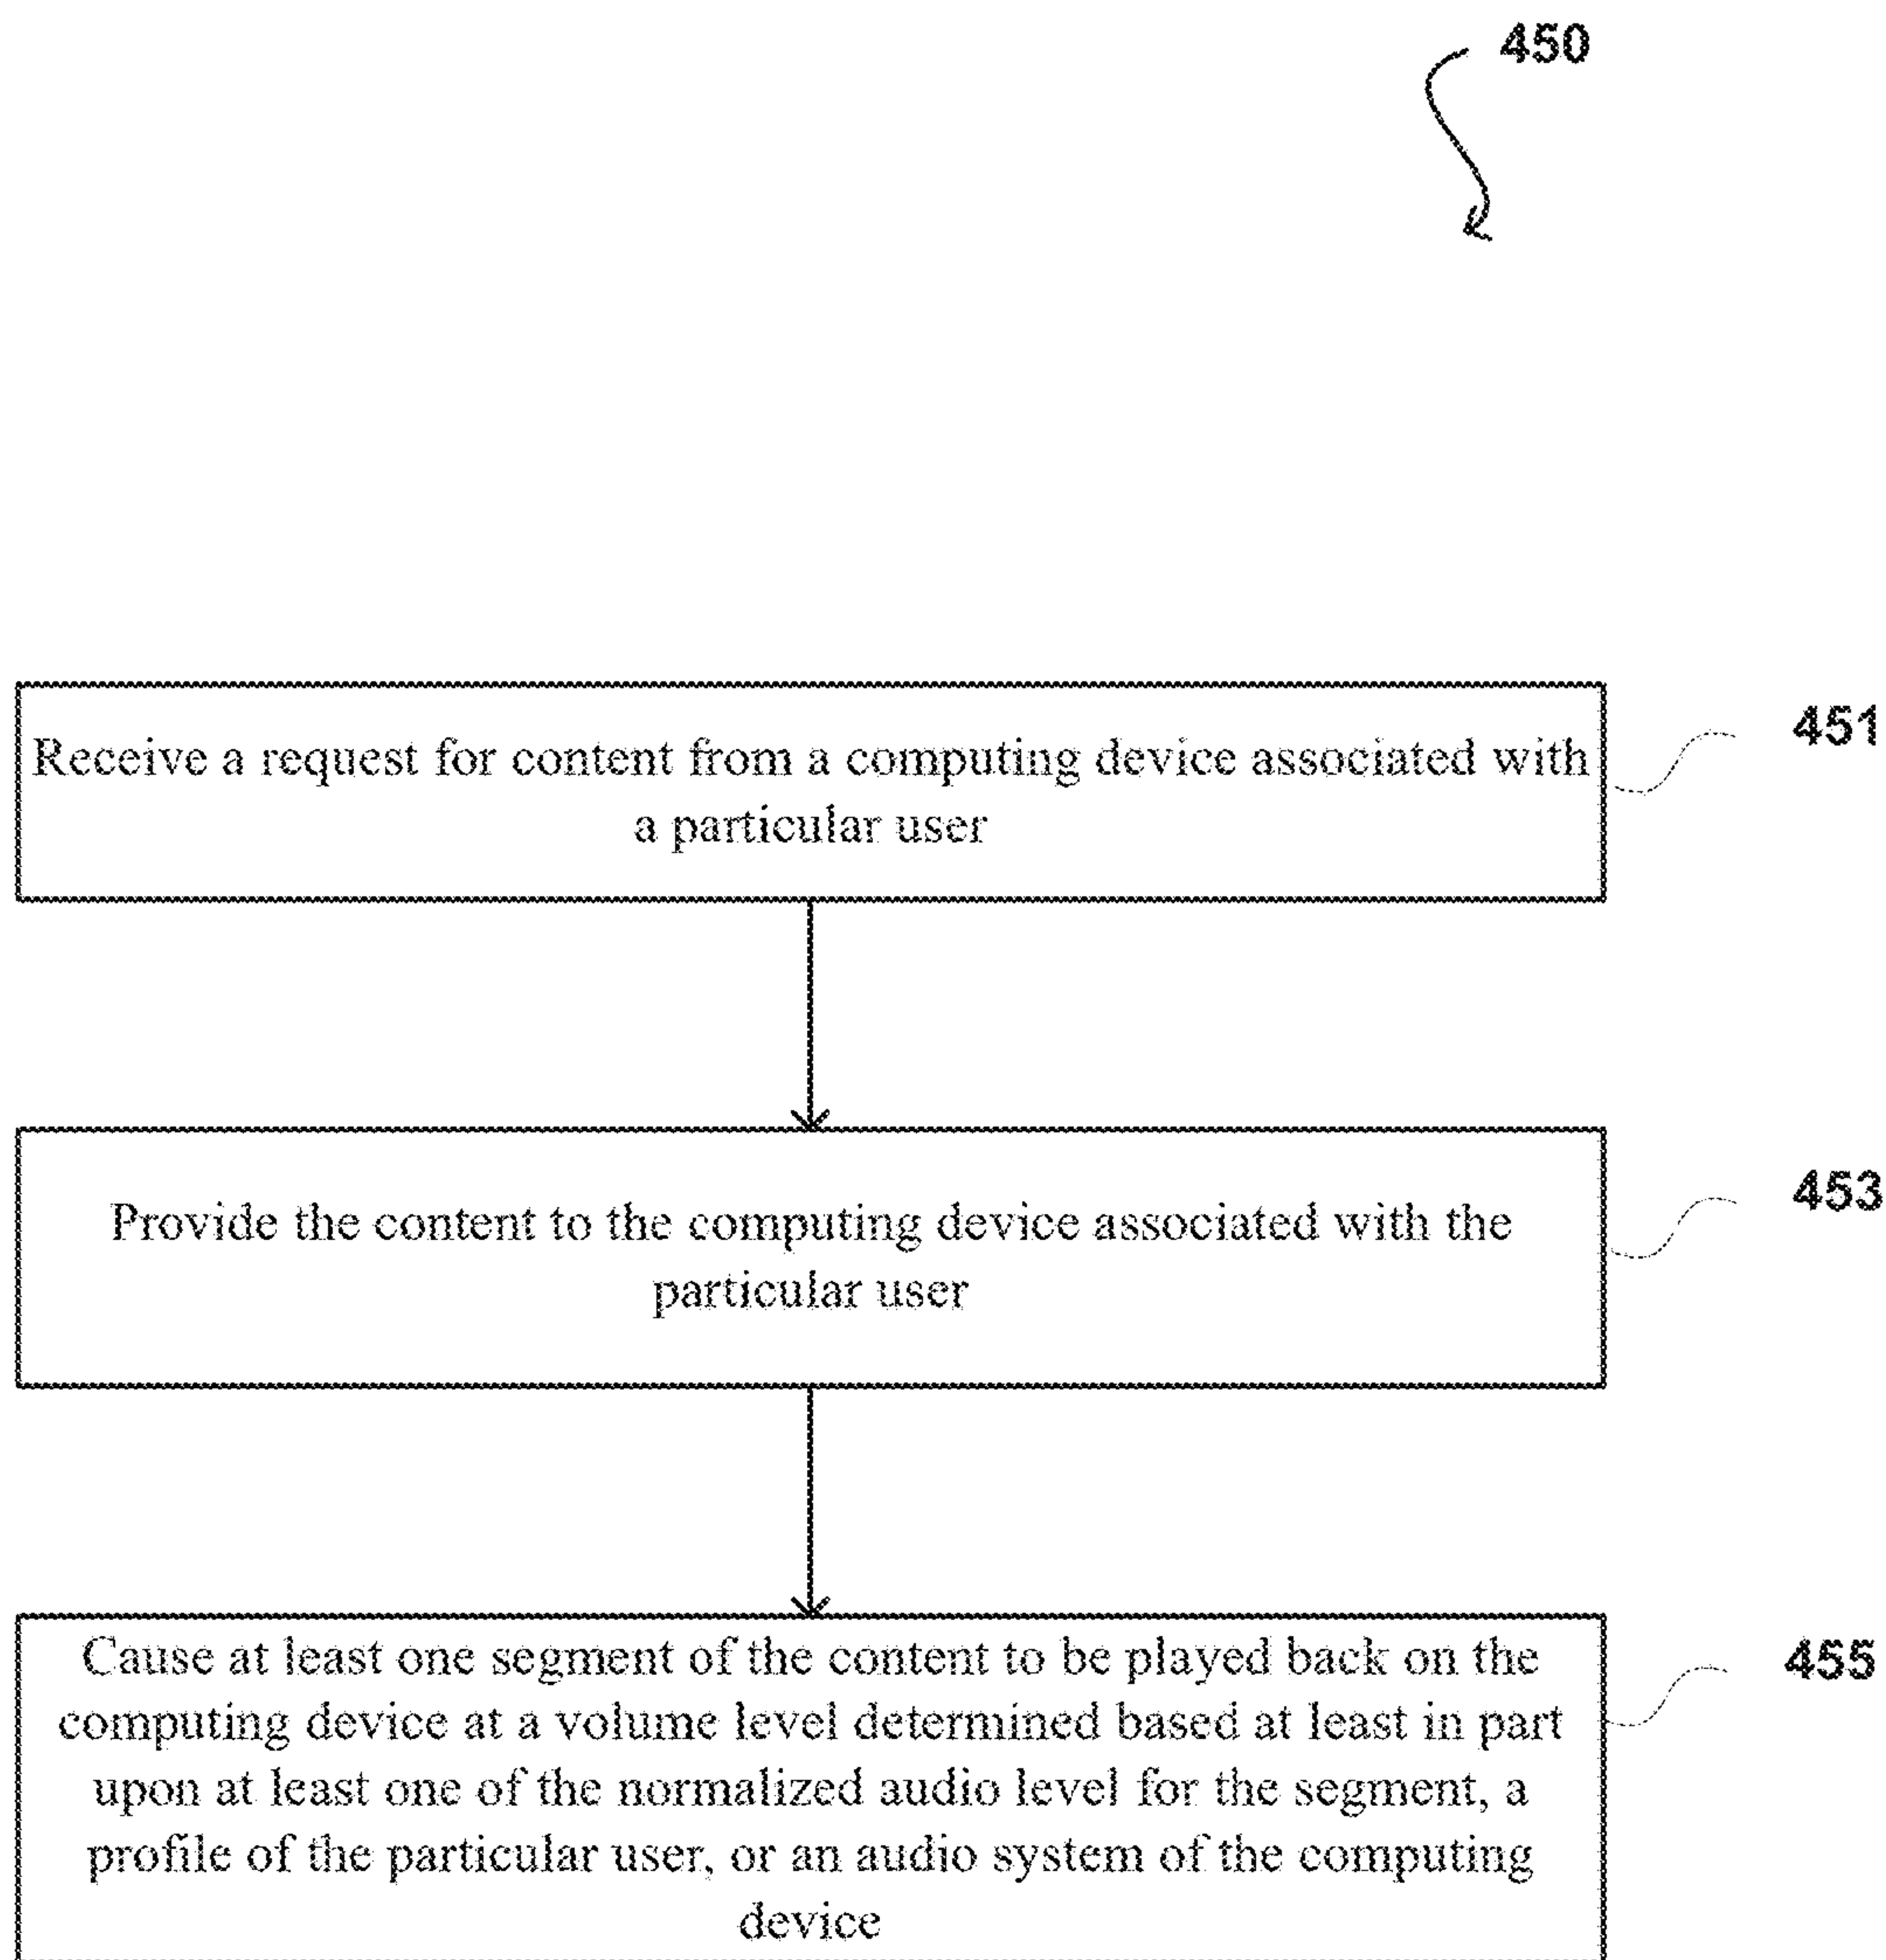 450
Receive a request for content from a computing device associated with
a particular user
451
Provide the content to the computing device associated with the
particular user
453
Cause at least one segment of the content to be played back on the
computing device at a volume level determined based at least in part
upon at least one of the normalized audio level for the segment, a
profile of the particular user, or an audio system of the computing
device
455